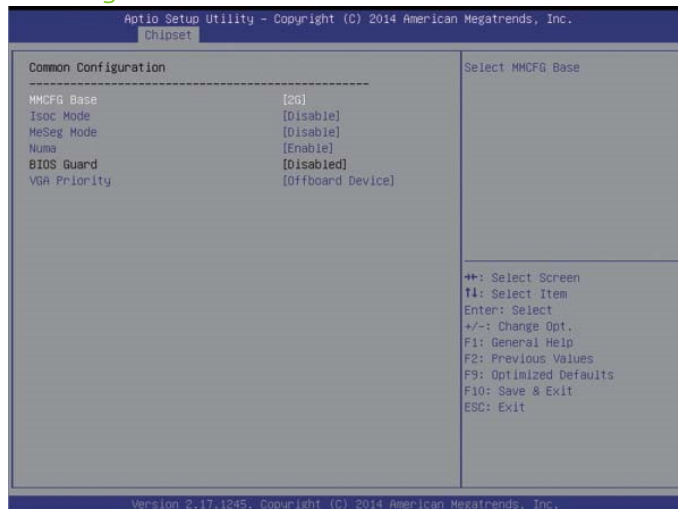 Aptio Setup Utility – Copyright (C) 2014 American Megatrends, Inc.
Chipset
Common Configuration
MMCFG Base [2G]
Isoc Mode [Disable]
MeSeg Mode [Disable]
Numa [Enable]
BIOS Guard [Disabled]
VGA Priority [Offboard Device]
Select MMCFG Base
→←: Select Screen
↑↓: Select Item
Enter: Select
+/-: Change Opt.
F1: General Help
F2: Previous Values
F9: Optimized Defaults
F10: Save & Exit
ESC: Exit
Version 2.17.1245. Copyright (C) 2014 American Megatrends, Inc.